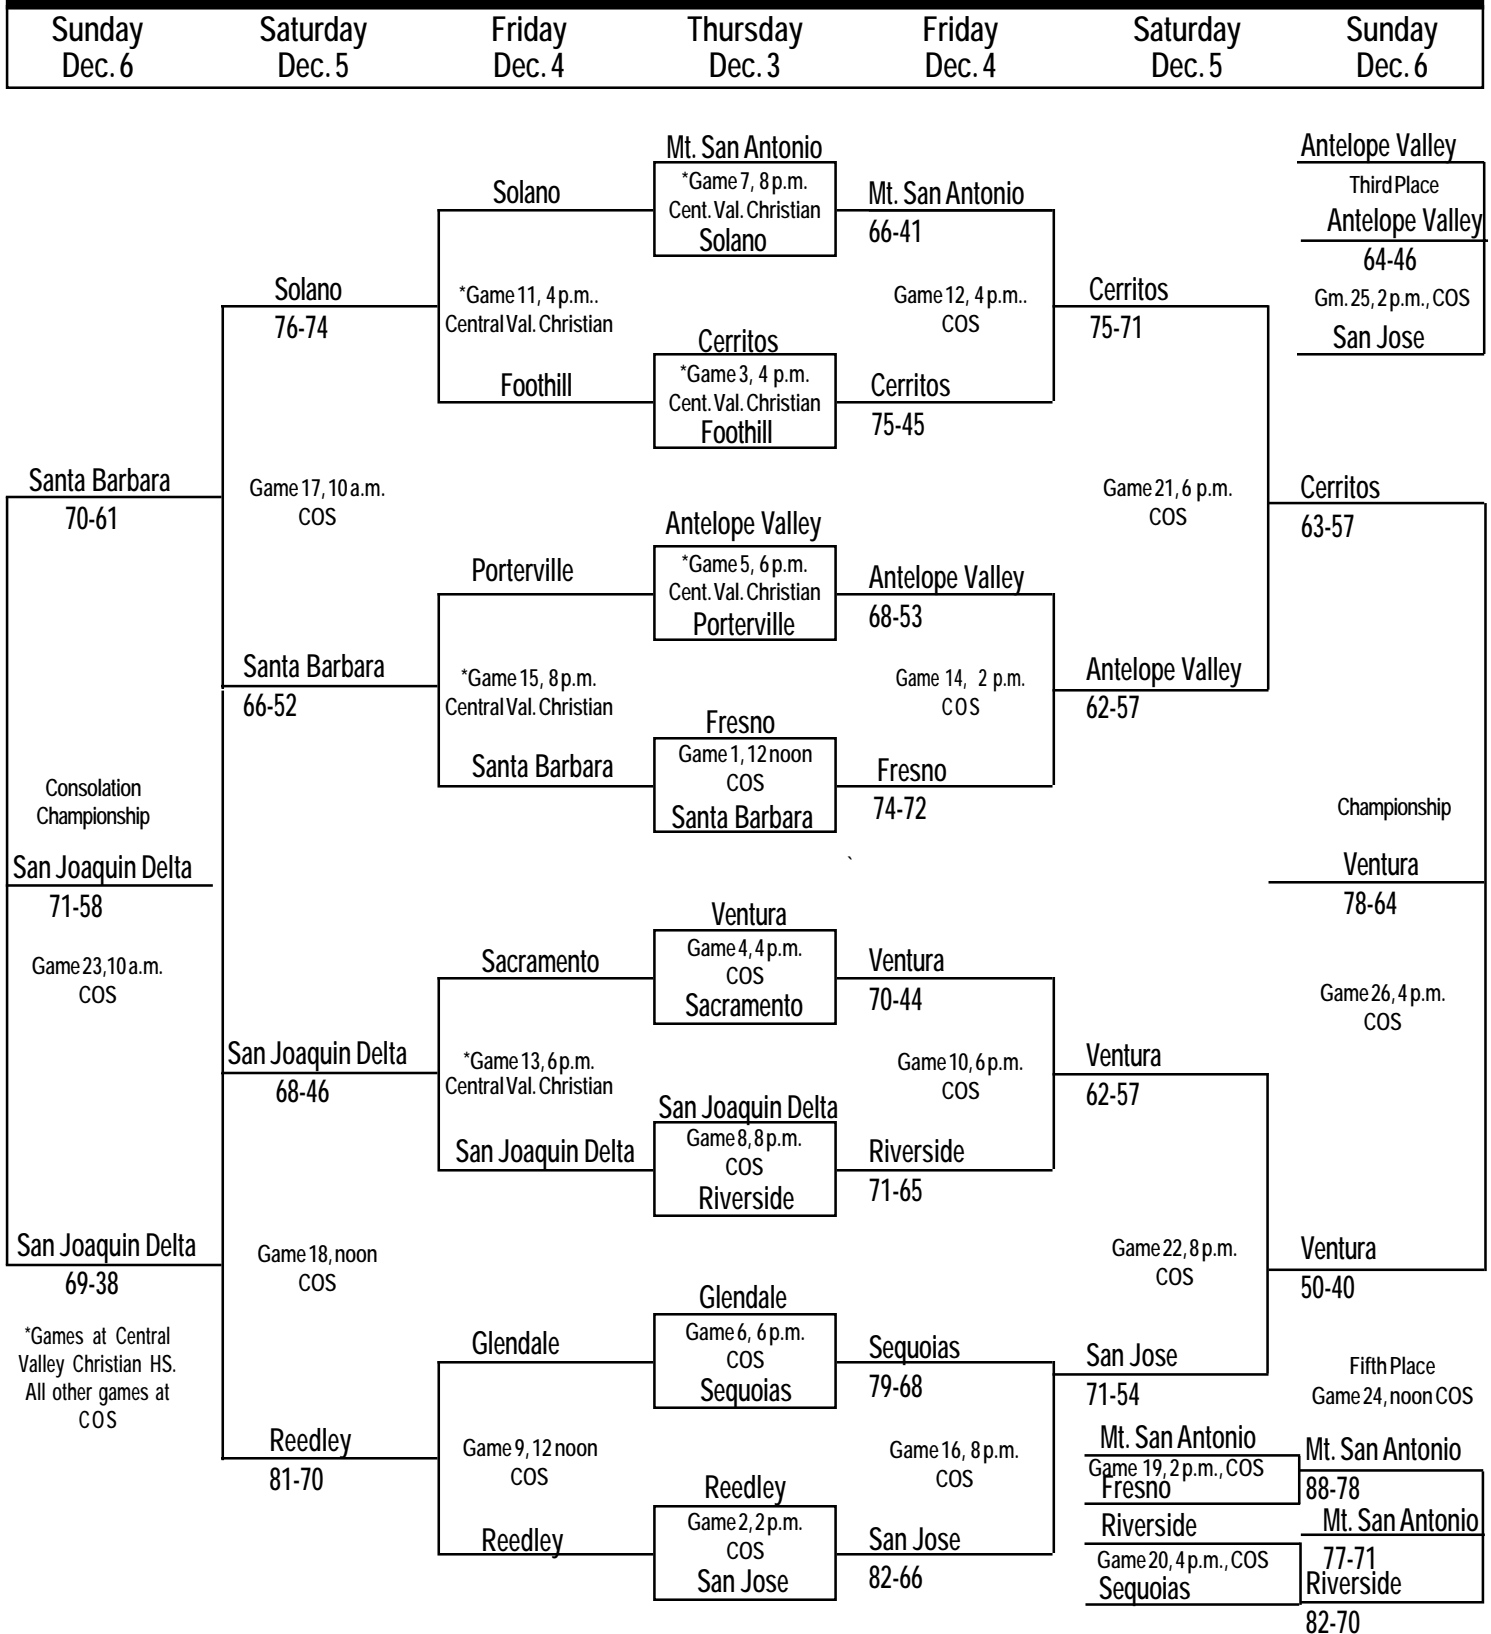 Sunday
Dec. 6
Saturday
Dec. 5
Friday
Dec. 4
Thursday
Dec. 3
Friday
Dec. 4
Saturday
Dec. 5
Sunday
Dec. 6
Santa Barbara
70-61
Consolation
Championship
San Joaquin Delta
71-58
Game 23, 10 a.m.
COS
San Joaquin Delta
69-38
*Games at Central
Valley Christian HS.
All other games at
COS
Solano
76-74
Game 17, 10 a.m.
COS
Santa Barbara
66-52
San Joaquin Delta
68-46
Game 18, noon
COS
Reedley
81-70
Solano
*Game 11, 4 p.m..
Central Val. Christian
Foothill
Porterville
*Game 15, 8 p.m.
Central Val. Christian
Santa Barbara
Sacramento
*Game 13, 6 p.m.
Central Val. Christian
San Joaquin Delta
Glendale
Game 9, 12 noon
COS
Reedley
Mt. San Antonio
*Game 7, 8 p.m.
Cent. Val. Christian
Solano
Cerritos
*Game 3, 4 p.m.
Cent. Val. Christian
Foothill
Antelope Valley
*Game 5, 6 p.m.
Cent. Val. Christian
Porterville
Fresno
Game 1, 12 noon
COS
Santa Barbara
Ventura
Game 4, 4 p.m.
COS
Sacramento
San Joaquin Delta
Game 8, 8 p.m.
COS
Riverside
Glendale
Game 6, 6 p.m.
COS
Sequoias
Reedley
Game 2, 2 p.m.
COS
San Jose
Mt. San Antonio
66-41
Game 12, 4 p.m..
COS
Cerritos
75-45
Antelope Valley
68-53
Game 14, 2 p.m.
COS
Fresno
74-72
`
Ventura
70-44
Game 10, 6 p.m.
COS
Riverside
71-65
Sequoias
79-68
Game 16, 8 p.m.
COS
San Jose
82-66
Cerritos
75-71
Game 21, 6 p.m.
COS
Antelope Valley
62-57
Ventura
62-57
Game 22, 8 p.m.
COS
San Jose
71-54
Mt. San Antonio
Game 19, 2 p.m., COS
Fresno
Riverside
Game 20, 4 p.m., COS
Sequoias
Antelope Valley
Third Place
Antelope Valley
64-46
Gm. 25, 2 p.m., COS
San Jose
Cerritos
63-57
Championship
Ventura
78-64
Game 26, 4 p.m.
COS
Ventura
50-40
Fifth Place
Game 24, noon COS
Mt. San Antonio
88-78
Mt. San Antonio
77-71
Riverside
82-70